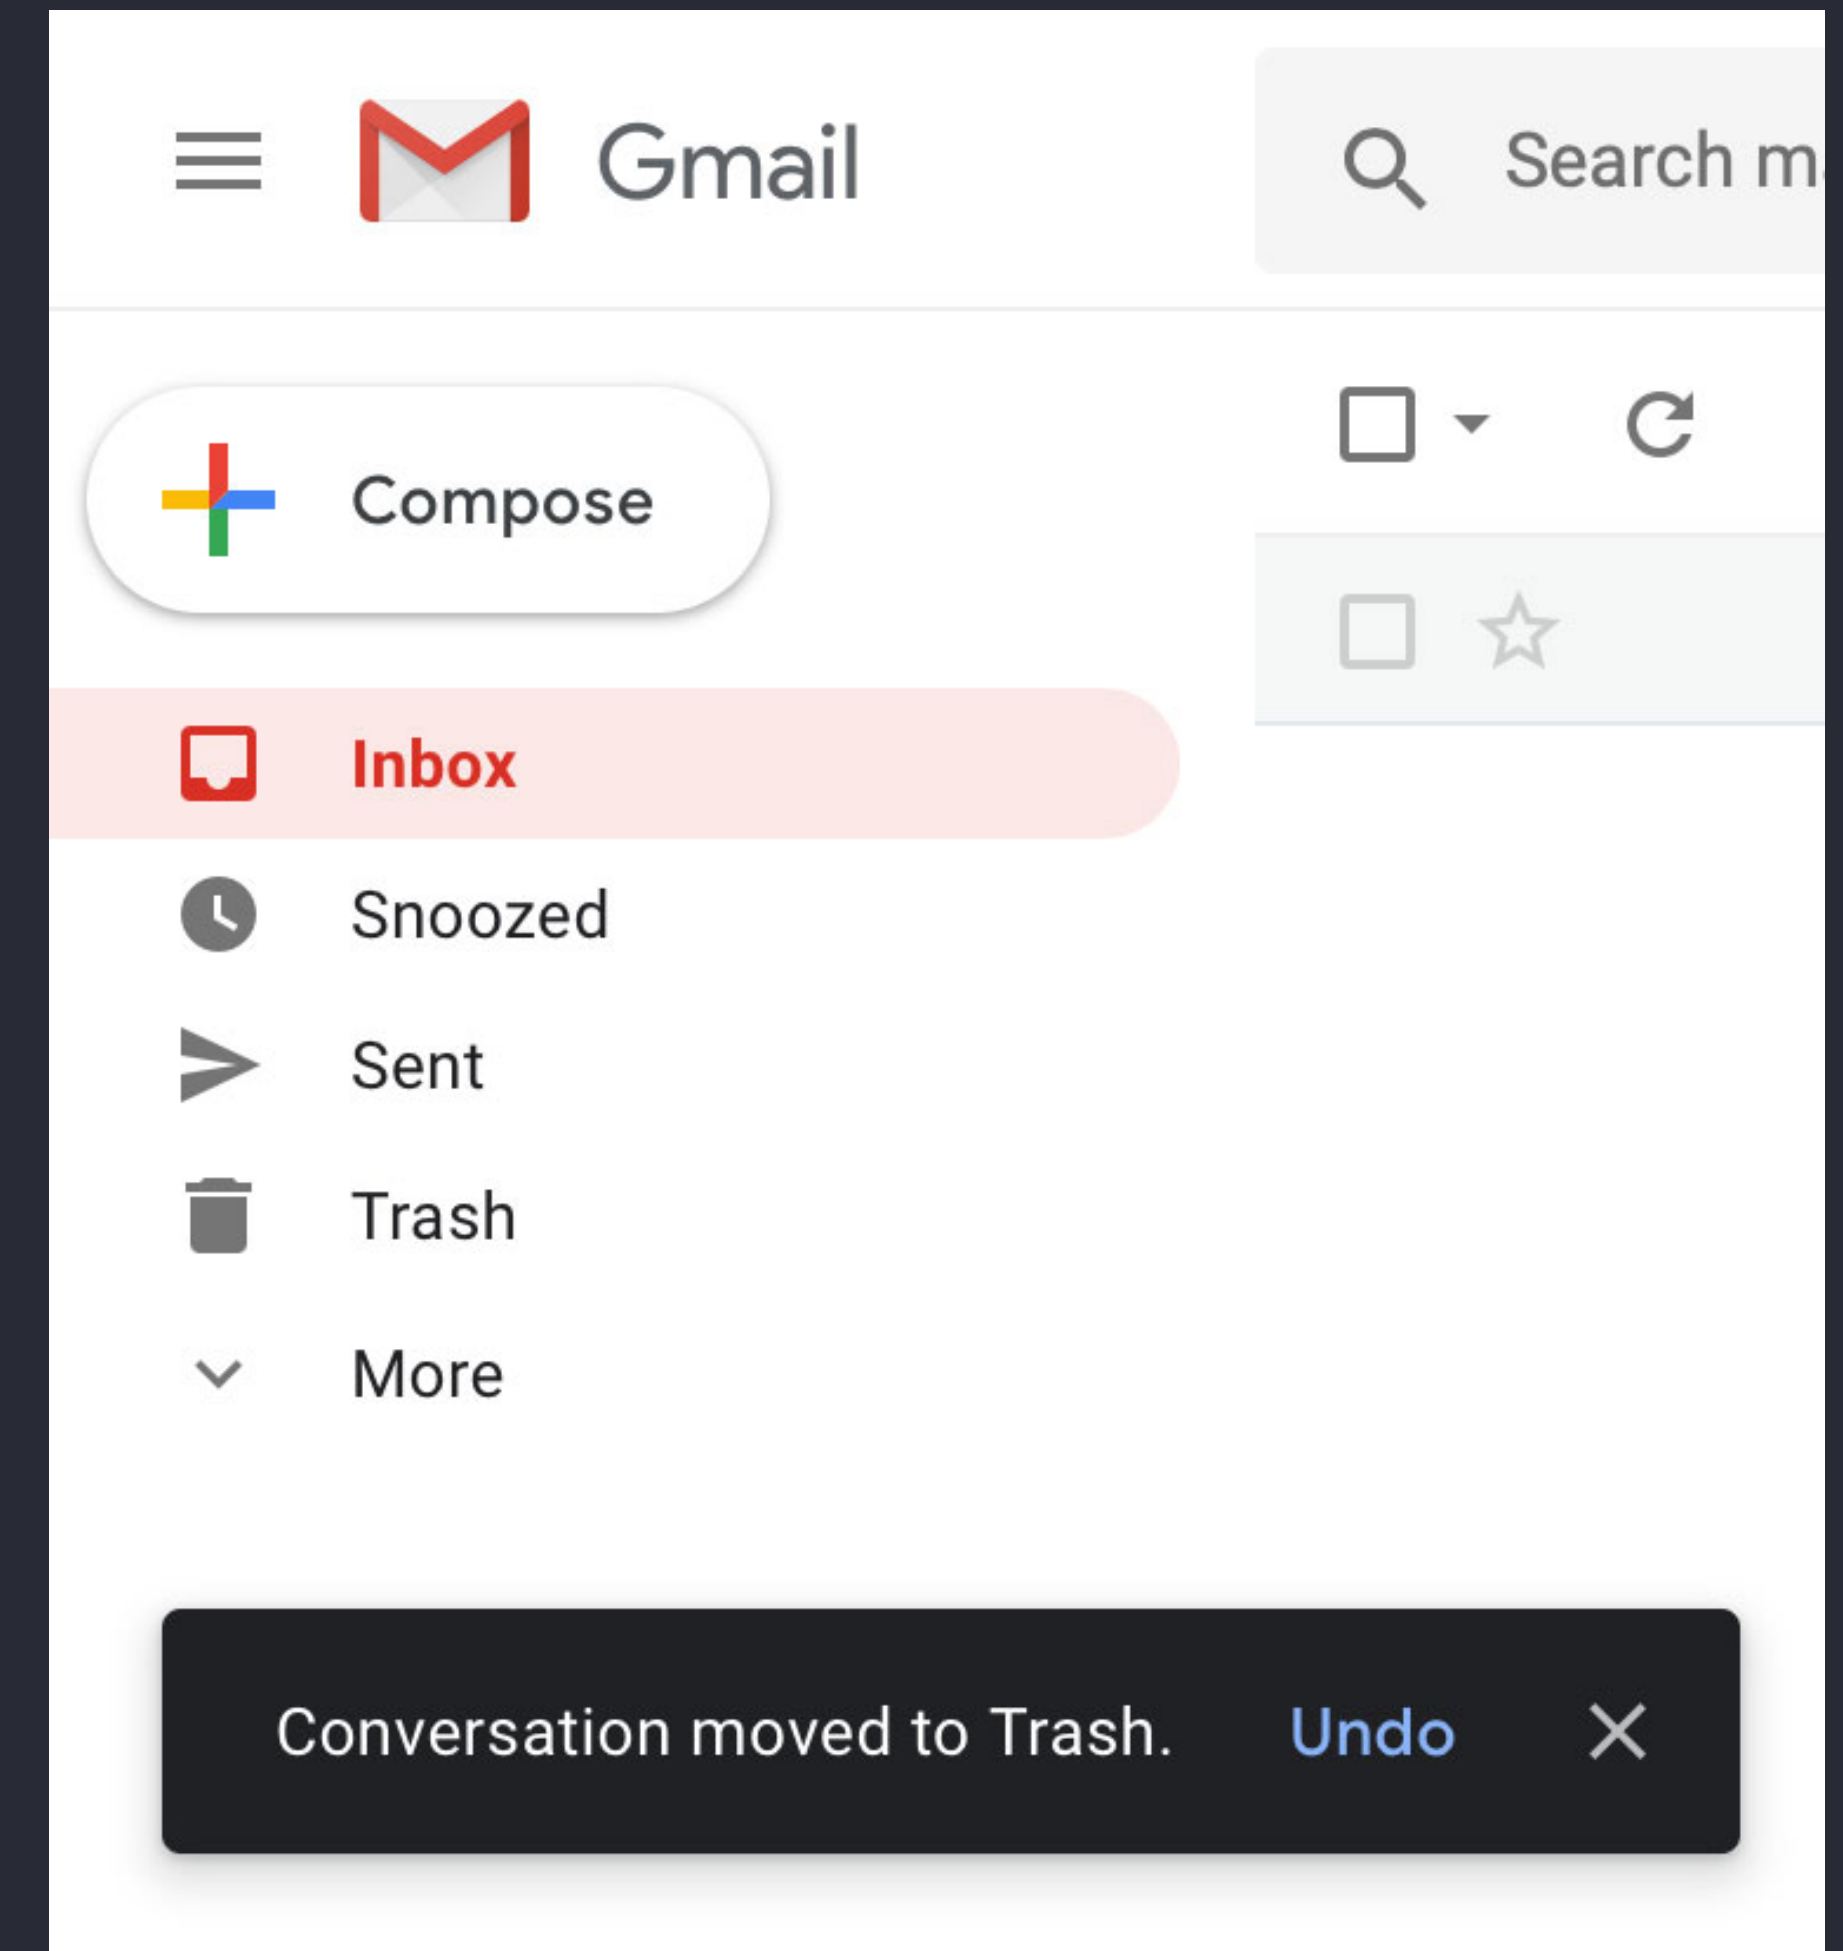 Gmail
Search m
Compose
Inbox
Snoozed
Sent
Trash
More
Conversation moved to Trash. Undo